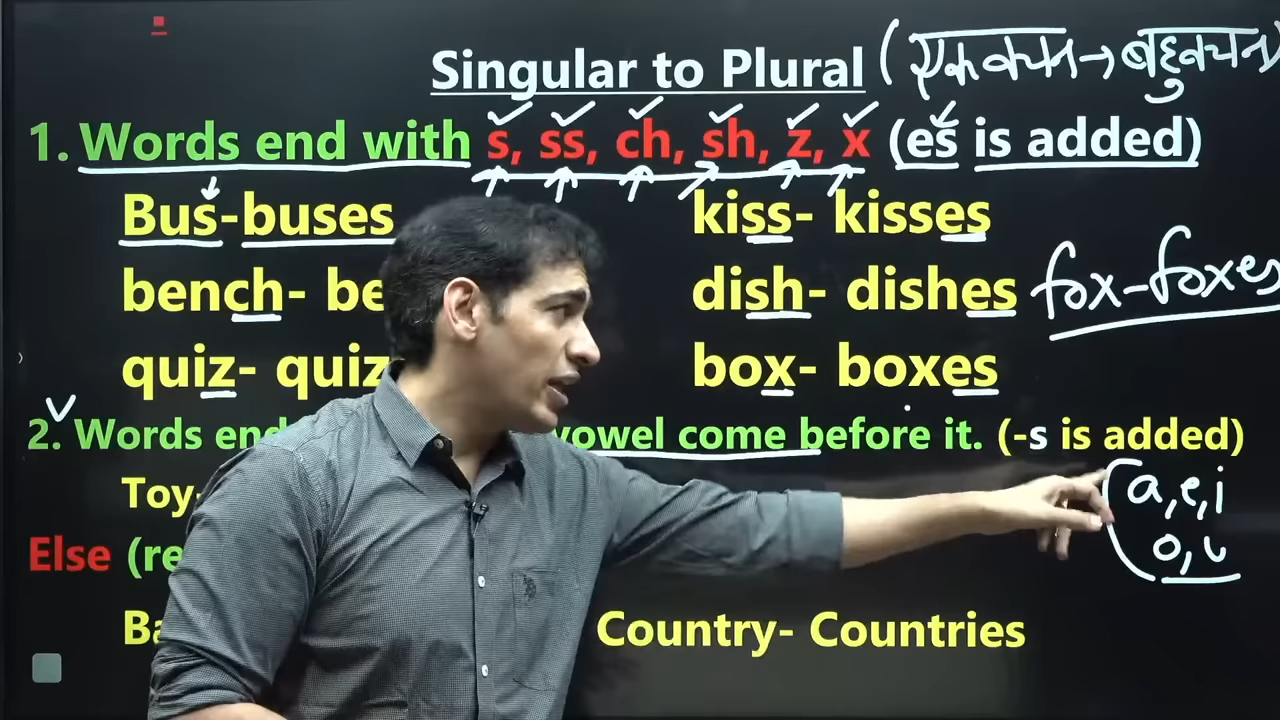 Singular to Plural (एकवचन→बहुवचन)
1. Words end with s, ss, ch, sh, z, x (es is added)
Bus-buses kiss- kisses
bench- be dish- dishes fox-foxes
quiz- quiz box- boxes
2. Words end vowel come before it. (-s is added)
Toy- (a,e,i
o,u
Else (re
Ba Country- Countries